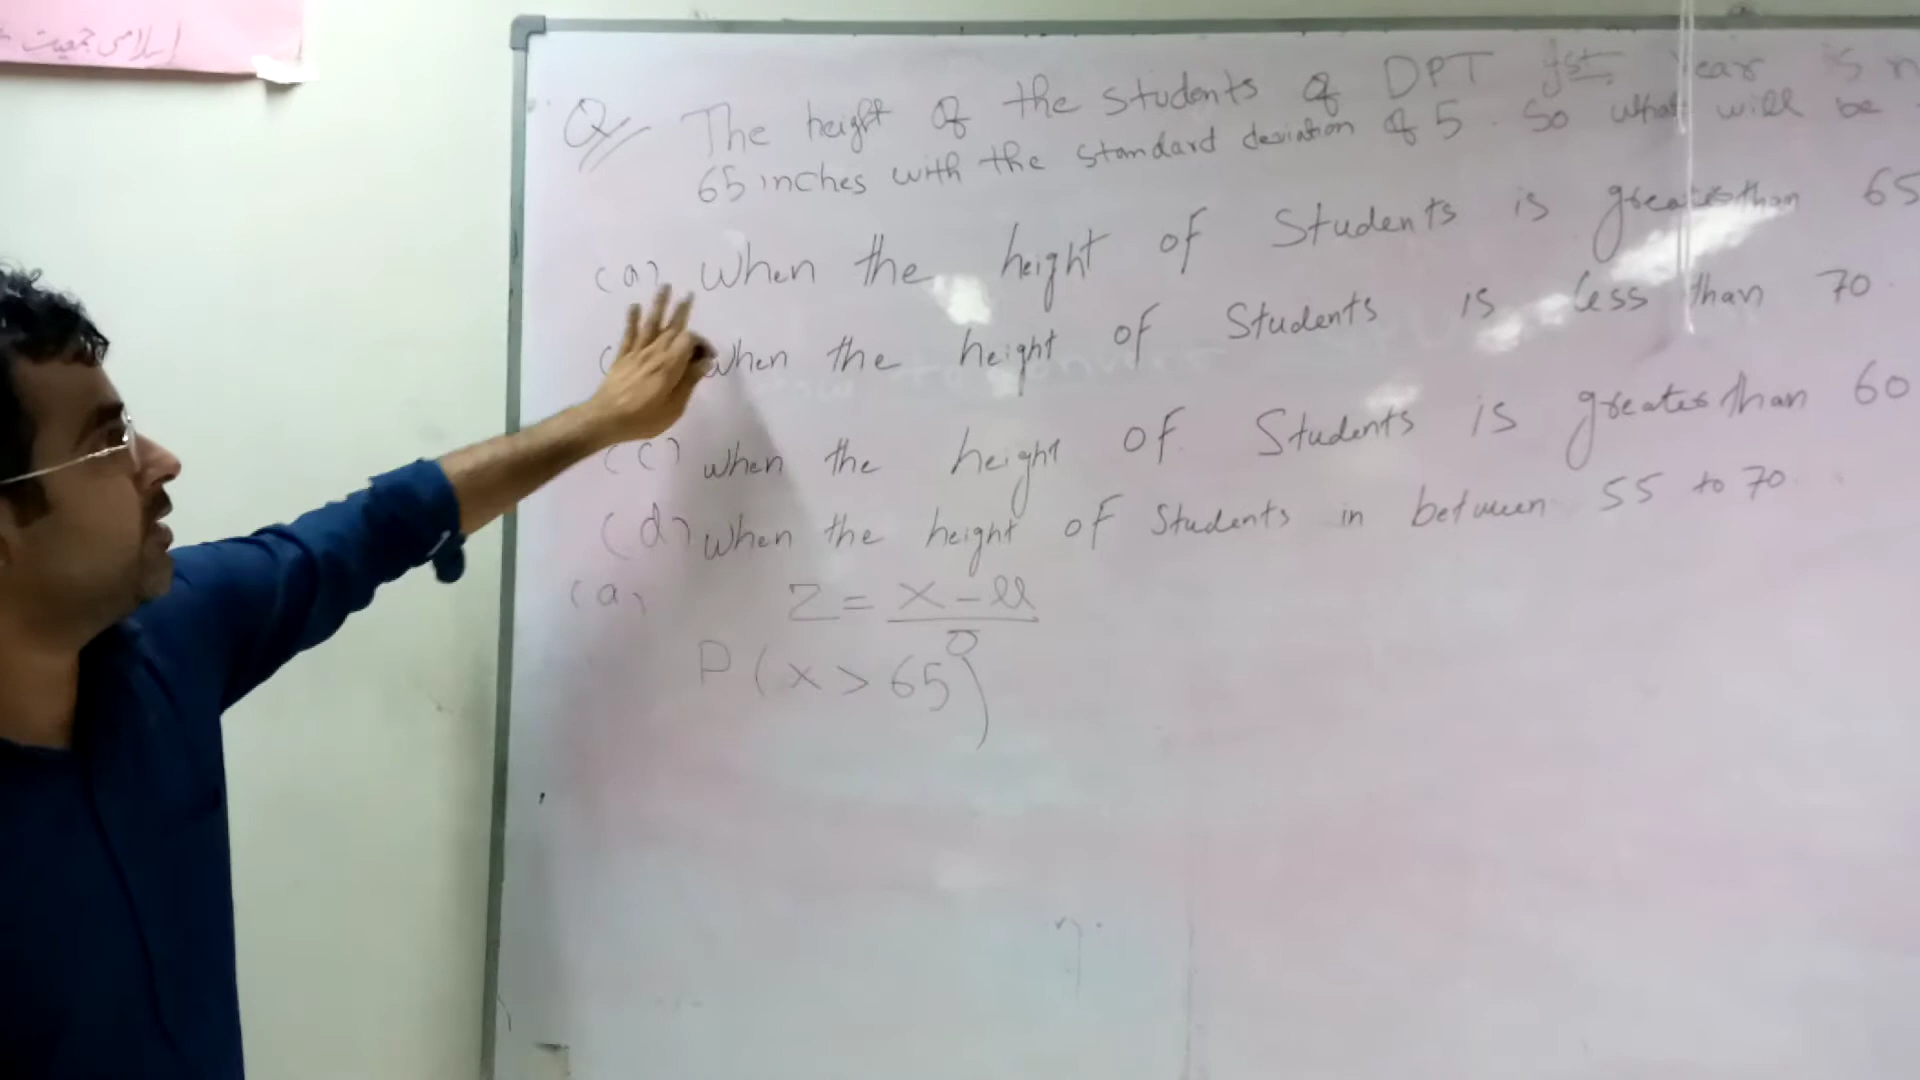 اسلامی جمعیت
Q The height of the students of DPT 1st Year is n
65 inches with the standard deviation of 5. So what will be
(a) When the height of Students is greater than 65
when the height of Students is less than 70
(c) when the height of Students is greater than 60
(d) when the height of Students in between 55 to 70
(a) Z = X - μ / σ
P(x > 65)